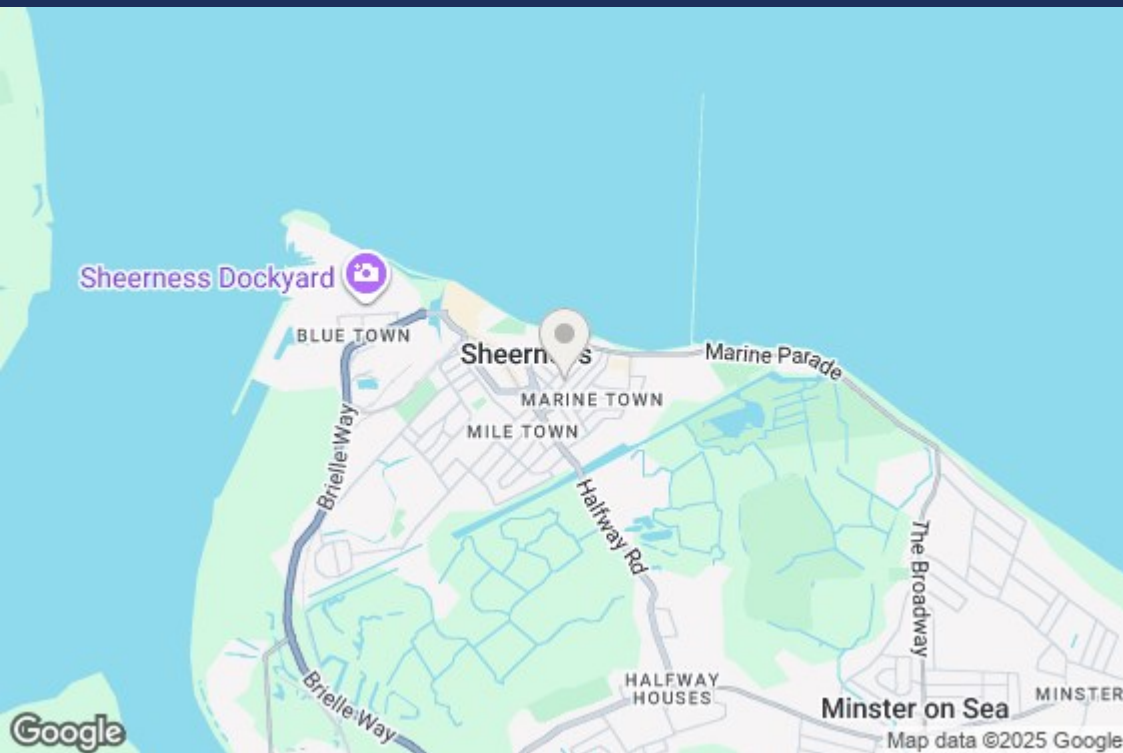 Sheerness Dockyard
BLUE TOWN
Marine Parade
MARINE TOWN
MILE TOWN
Brielle Way
Halfway Rd
The Broadway
Brielle Way
HALFWAY
HOUSES
Minster on Sea
MINSTER
Google
Map data ©2025 Google